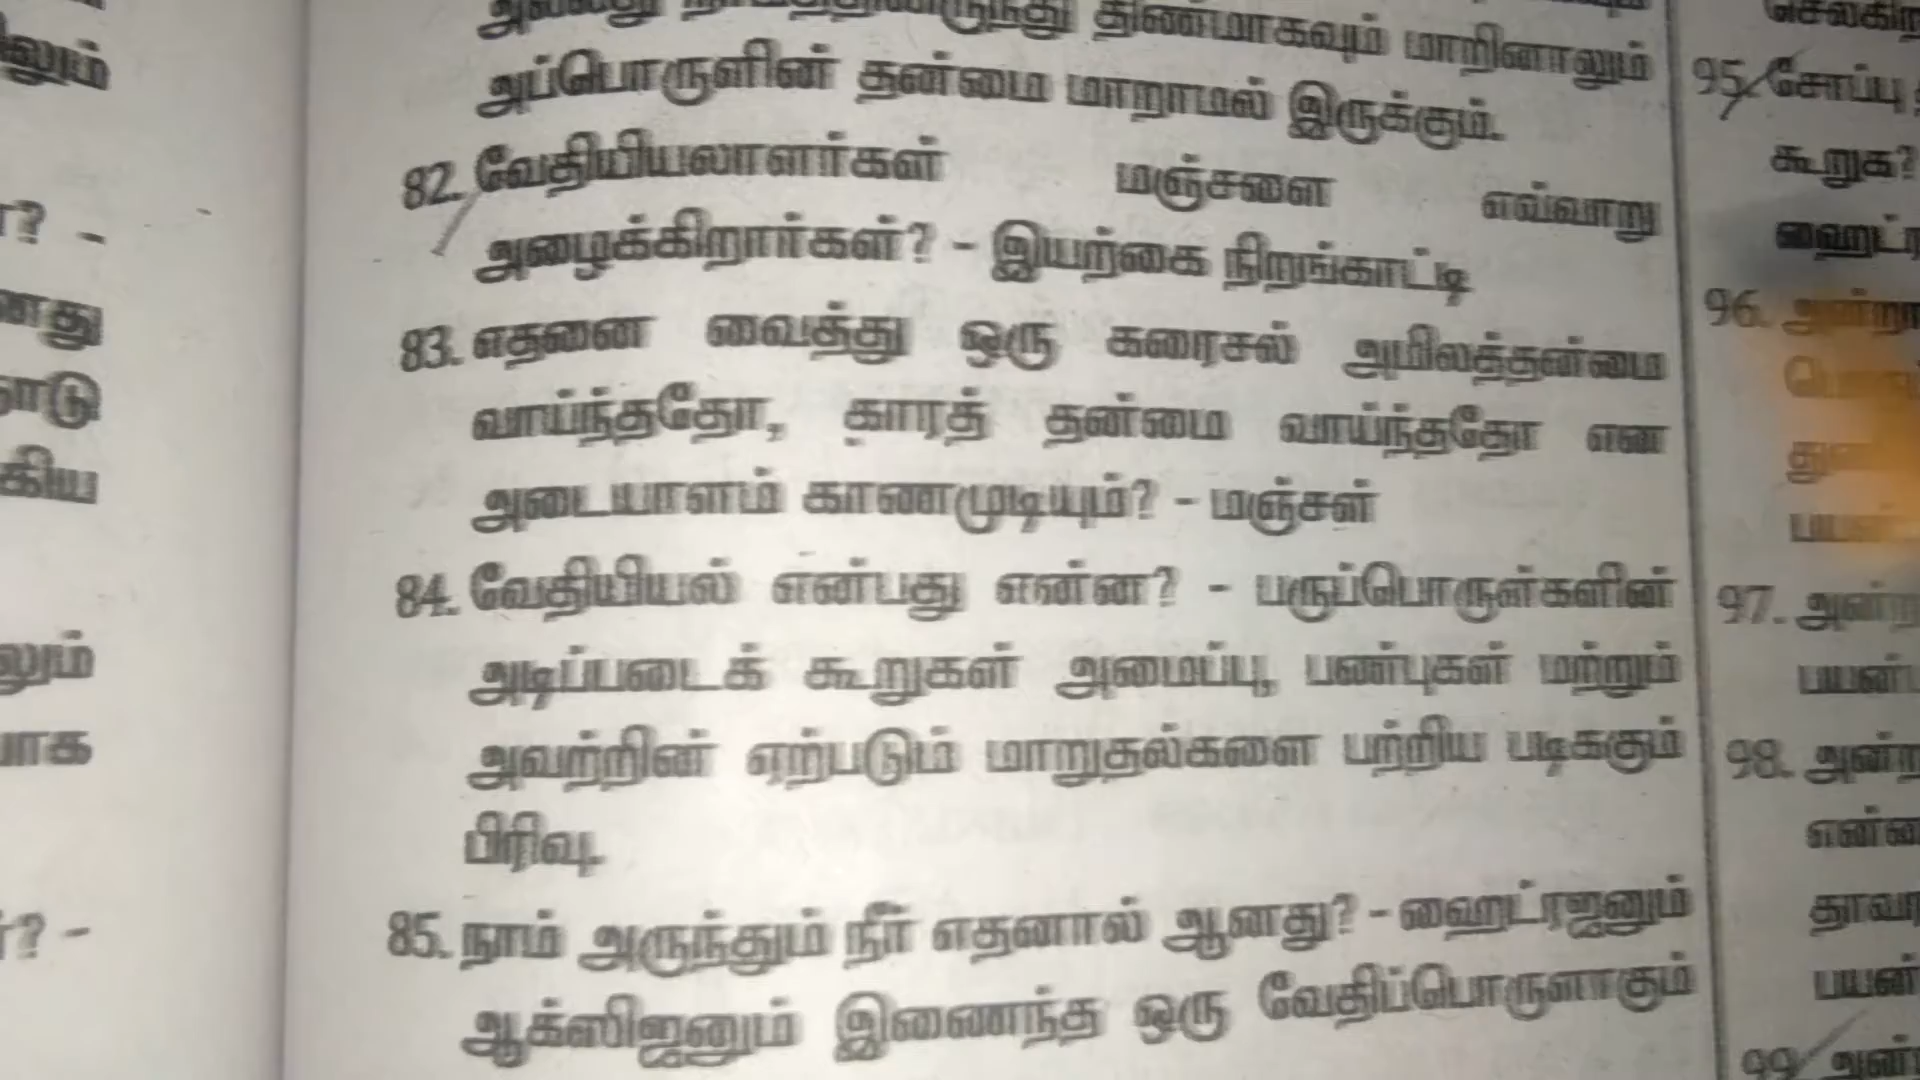 திண்மமாகவும் மாறினாலும்
அப்பொருளின் தன்மை மாறாமல் இருக்கும்.
82. வேதியியலாளர்கள் மஞ்சளை எவ்வாறு
அழைக்கிறார்கள்? - இயற்கை நிறங்காட்டி
83. எதனை வைத்து ஒரு கரைசல் அமிலத்தன்மை
வாய்ந்ததோ, காரத் தன்மை வாய்ந்ததோ என
அடையாளம் காணமுடியும்? - மஞ்சள்
84. வேதியியல் என்பது என்ன? - பருப்பொருள்களின்
அடிப்படைக் கூறுகள் அமைப்பு, பண்புகள் மற்றும்
அவற்றின் ஏற்படும் மாறுதல்களை பற்றிய படிக்கும்
பிரிவு.
85. நாம் அருந்தும் நீர் எதனால் ஆனது? - ஹைட்ரஜனும்
ஆக்ஸிஜனும் இணைந்த ஒரு வேதிப்பொருளாகும்
95. சோப்பு
கூறுக?
96.
97.
98.
99.